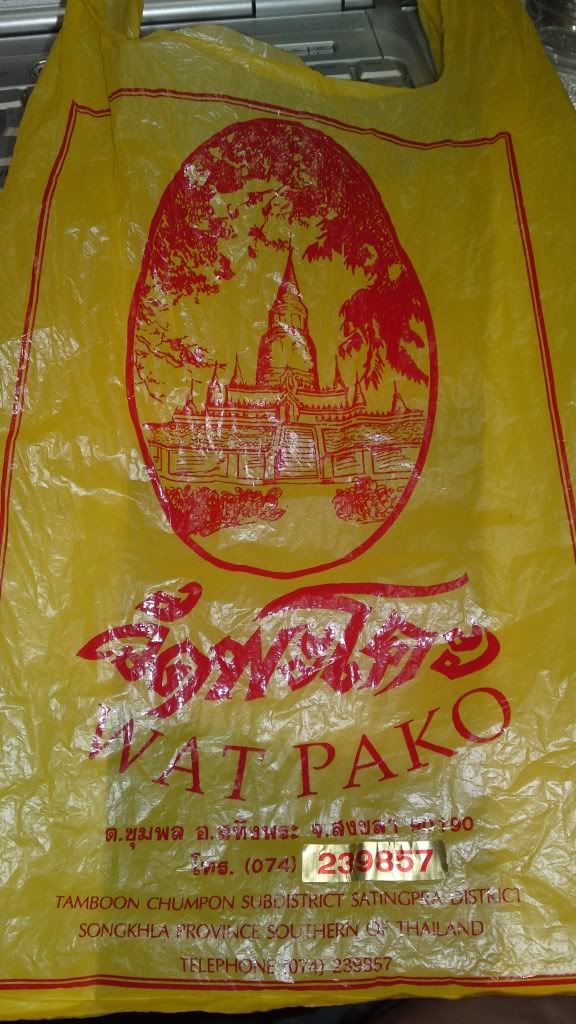 วัดพะโคะ
WAT PAKO
ต.ชุมพล อ.สทิงพระ จ.สงขลา 90190
โทร. (074) 239857
TAMBOON CHUMPON SUBDISTRICT SATINGPRA DISTRICT
SONGKHLA PROVINCE SOUTHERN OF THAILAND
TELEPHONE (074) 239857